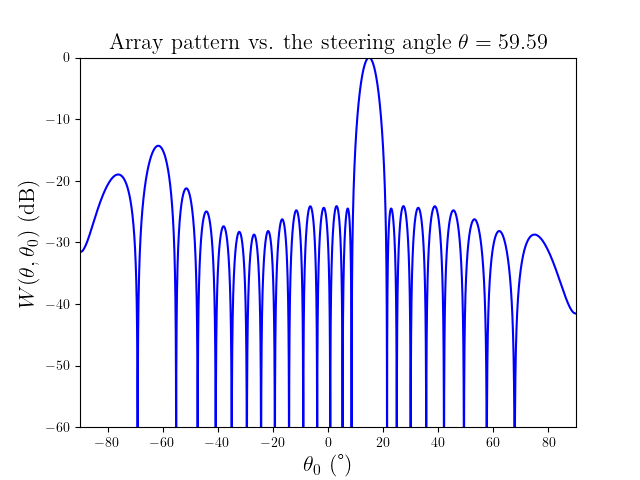 Array pattern vs. the steering angle θ = 59.59
0
−10
−20
−30
−40
−50
−60
W(θ, θ₀) (dB)
−80 −60 −40 −20 0 20 40 60 80
θ₀ (°)